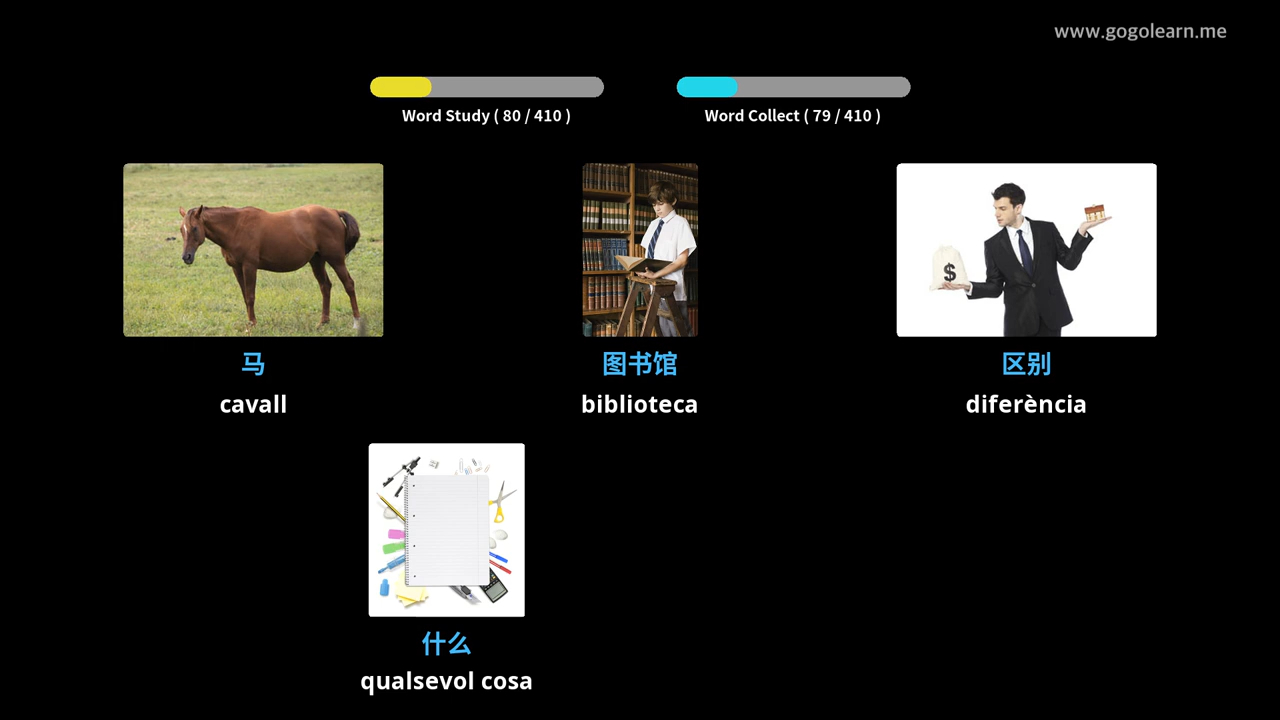 www.gogolearn.me
Word Study ( 80 / 410 )
Word Collect ( 79 / 410 )
马
cavall
图书馆
biblioteca
区别
diferència
什么
qualsevol cosa
$